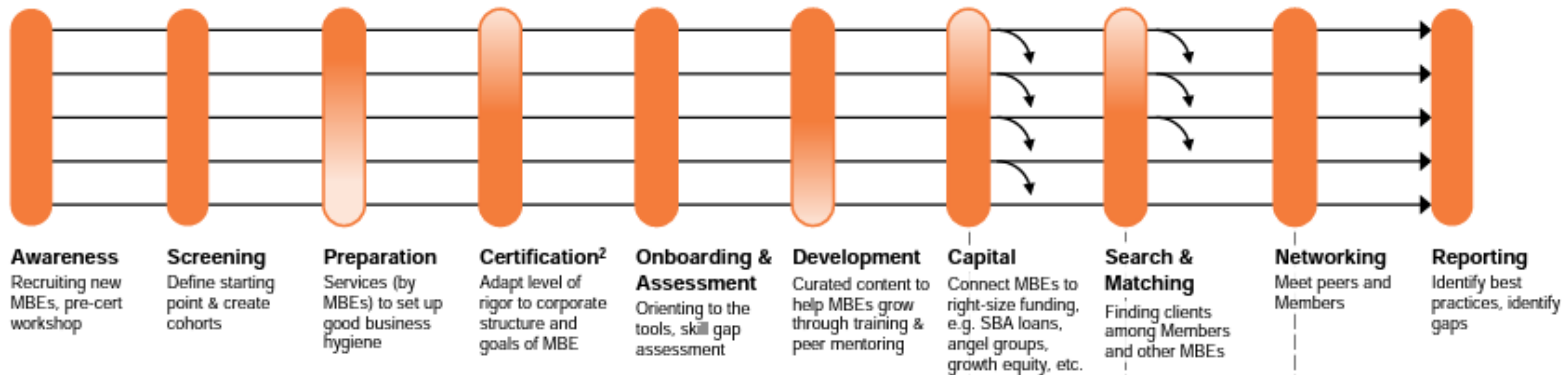 Awareness
Recruiting new
MBEs, pre-cert
workshop
Screening
Define starting
point & create
cohorts
Preparation
Services (by
MBEs) to set up
good business
hygiene
Certification²
Adapt level of
rigor to corporate
structure and
goals of MBE
Onboarding &
Assessment
Orienting to the
tools, skill gap
assessment
Development
Curated content to
help MBEs grow
through training &
peer mentoring
Capital
Connect MBEs to
right-size funding,
e.g. SBA loans,
angel groups,
growth equity, etc.
Search &
Matching
Finding clients
among Members
and other MBEs
Networking
Meet peers and
Members
Reporting
Identify best
practices, identify
gaps